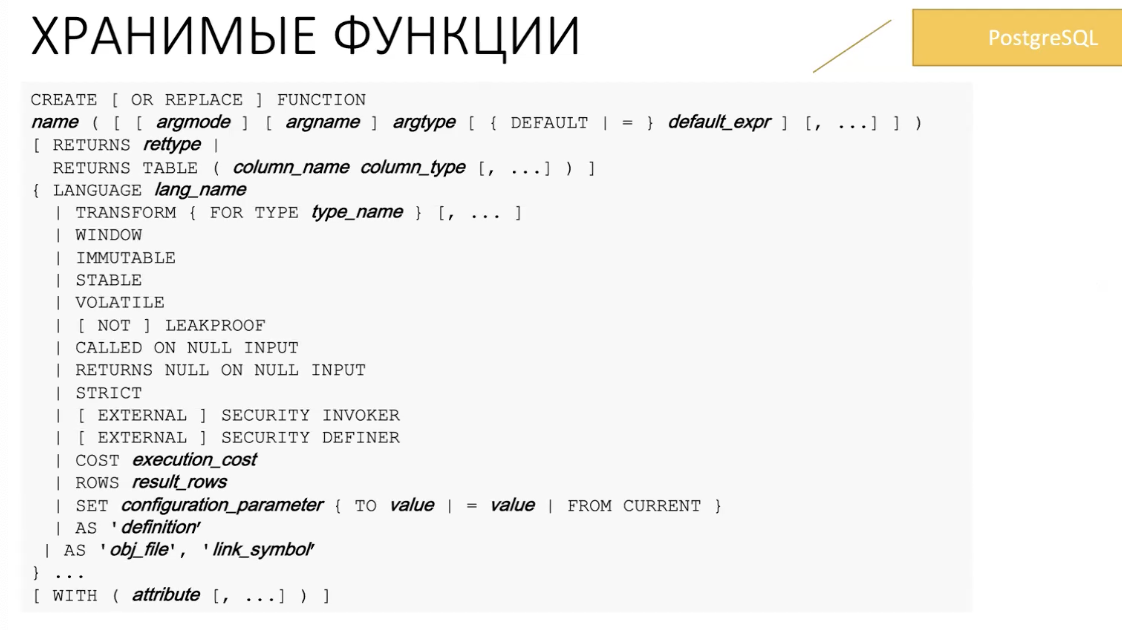 ХРАНИМЫЕ ФУНКЦИИ
PostgreSQL
CREATE [ OR REPLACE ] FUNCTION
name ( [ [ argmode ] [ argname ] argtype [ { DEFAULT | = } default_expr ] [, ...] ] )
[ RETURNS rettype |
RETURNS TABLE ( column_name column_type [, ...] ) ]
{ LANGUAGE lang_name
| TRANSFORM { FOR TYPE type_name } [, ... ]
| WINDOW
| IMMUTABLE
| STABLE
| VOLATILE
| [ NOT ] LEAKPROOF
| CALLED ON NULL INPUT
| RETURNS NULL ON NULL INPUT
| STRICT
| [ EXTERNAL ] SECURITY INVOKER
| [ EXTERNAL ] SECURITY DEFINER
| COST execution_cost
| ROWS result_rows
| SET configuration_parameter { TO value | = value | FROM CURRENT }
| AS 'definition'
| AS 'obj_file', 'link_symbol'
} ...
[ WITH ( attribute [, ...] ) ]